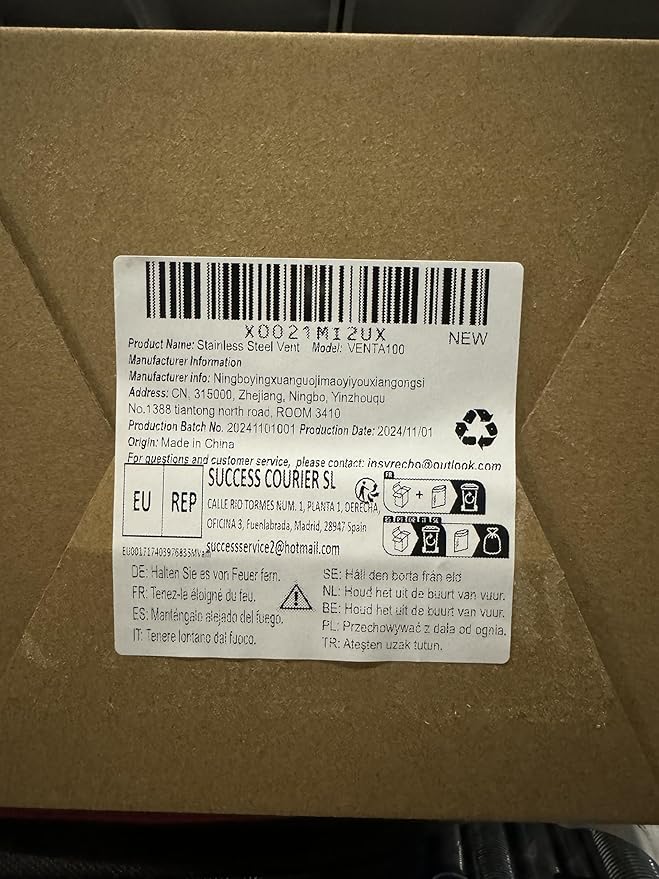 X0021MI2UX
NEW
Product Name: Stainless Steel Vent Model: VENTA100
Manufacturer Information
Manufacturer info: Ningboyingxuanguojimaoyiyouxiangongsi
Address: CN, 315000, Zhejiang, Ningbo, Yinzhouqu
No.1388 tiantong north road, ROOM 3410
Production Batch No. 20241101001 Production Date: 2024/11/01
Origin: Made in China
For questions and customer service, please contact: insvrecho@outlook.com
EU REP
SUCCESS COURIER SL
CALLE RIO TORMES NUM. 1, PLANTA 1, DERECHA,
OFICINA 3, Fuenlabrada, Madrid, 28947 Spain
successservice2@hotmail.com
FR
+
DE: Halten Sie es von Feuer fern.
FR: Tenez-le éloigné du feu.
ES: Manténgalo alejado del fuego.
IT: Tenere lontano dal fuoco.
SE: Håll den borta från eld
NL: Houd het uit de buurt van vuur.
BE: Houd het uit de buurt van vuur.
PL: Przechowywać z dala od ognia.
TR: Ateşten uzak tutun.